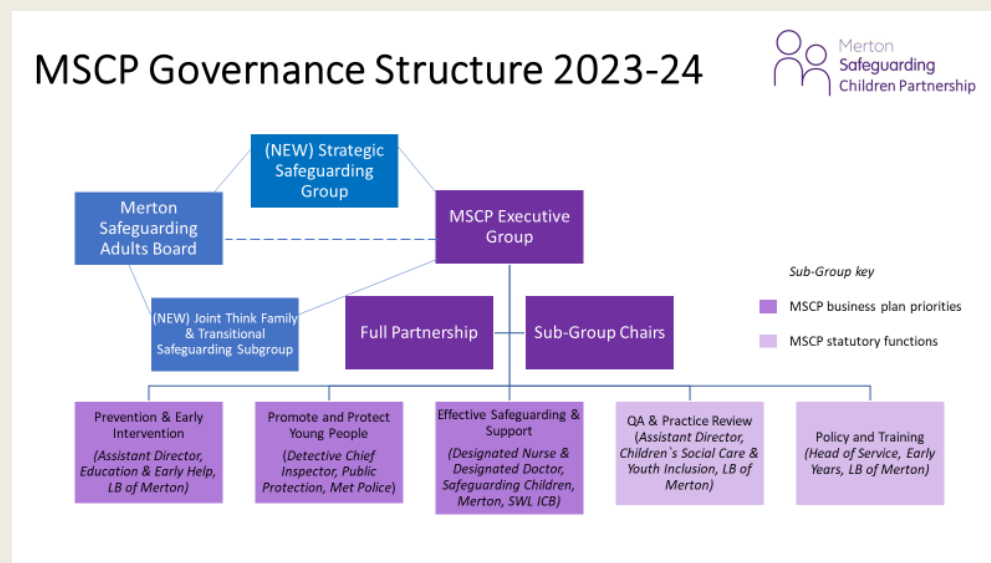 MSCP Governance Structure 2023-24
Merton
Safeguarding
Children Partnership
(NEW) Strategic
Safeguarding
Group
Merton
Safeguarding
Adults Board
MSCP Executive
Group
(NEW) Joint Think Family
& Transitional
Safeguarding Subgroup
Full Partnership
Sub-Group Chairs
Sub-Group key
MSCP business plan priorities
MSCP statutory functions
Prevention & Early
Intervention
(Assistant Director,
Education & Early Help,
LB of Merton)
Promote and Protect
Young People
(Detective Chief
Inspector, Public
Protection, Met Police)
Effective Safeguarding &
Support
(Designated Nurse &
Designated Doctor,
Safeguarding Children,
Merton, SWL ICB)
QA & Practice Review
(Assistant Director,
Children`s Social Care &
Youth Inclusion, LB of
Merton)
Policy and Training
(Head of Service, Early
Years, LB of Merton)